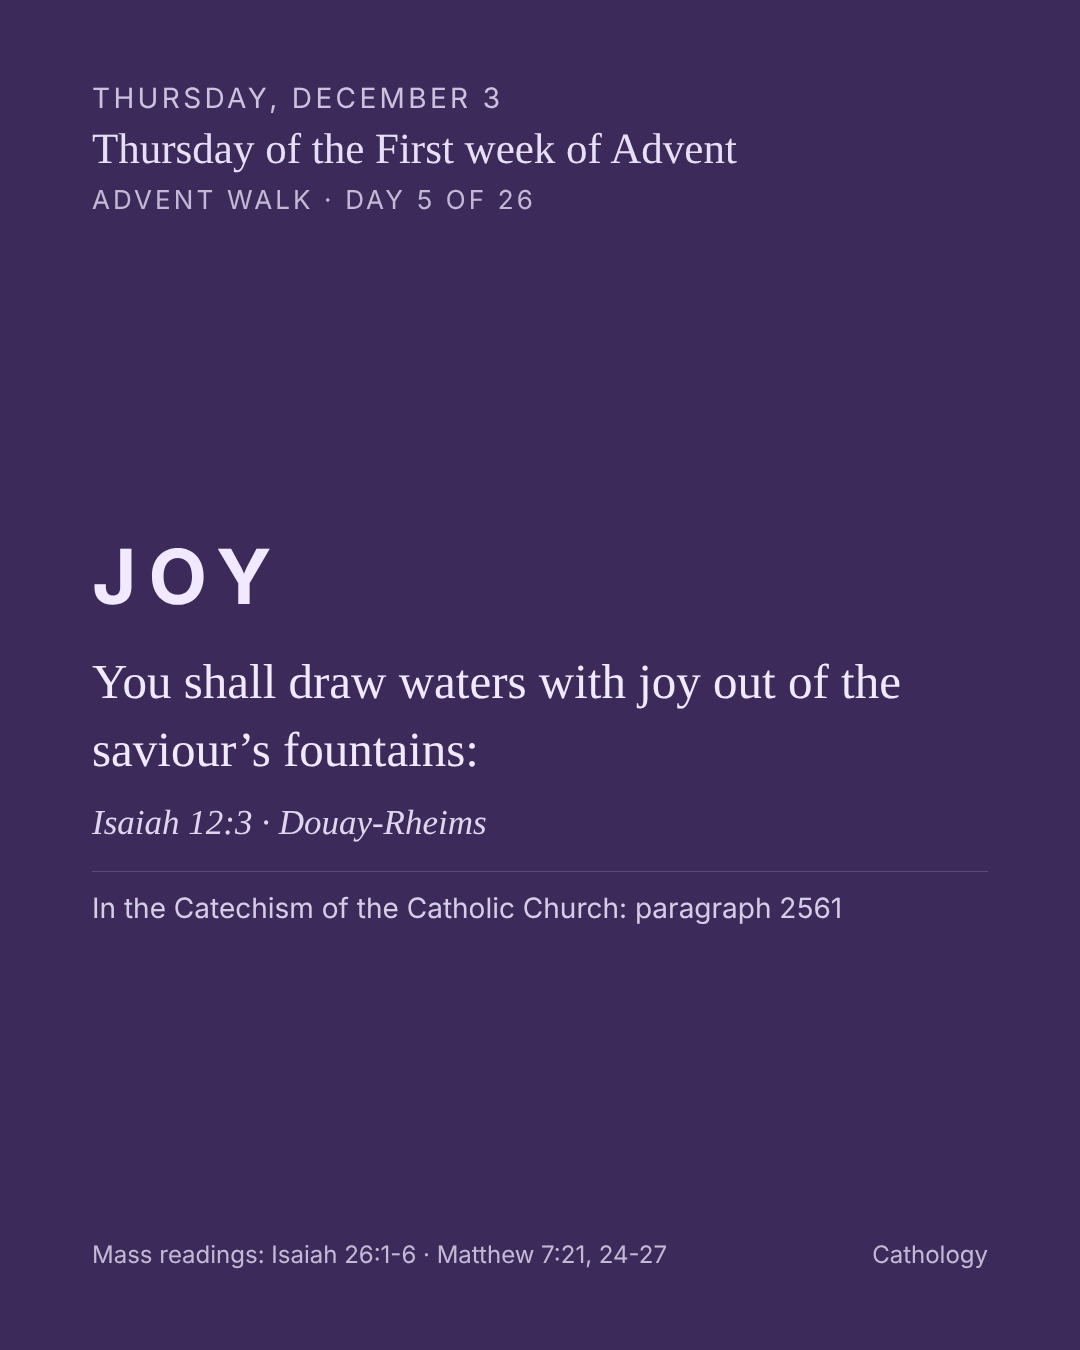 THURSDAY, DECEMBER 3
Thursday of the First week of Advent
ADVENT WALK · DAY 5 OF 26
JOY
You shall draw waters with joy out of the
saviour’s fountains:
Isaiah 12:3 · Douay-Rheims
In the Catechism of the Catholic Church: paragraph 2561
Mass readings: Isaiah 26:1-6 · Matthew 7:21, 24-27
Cathology